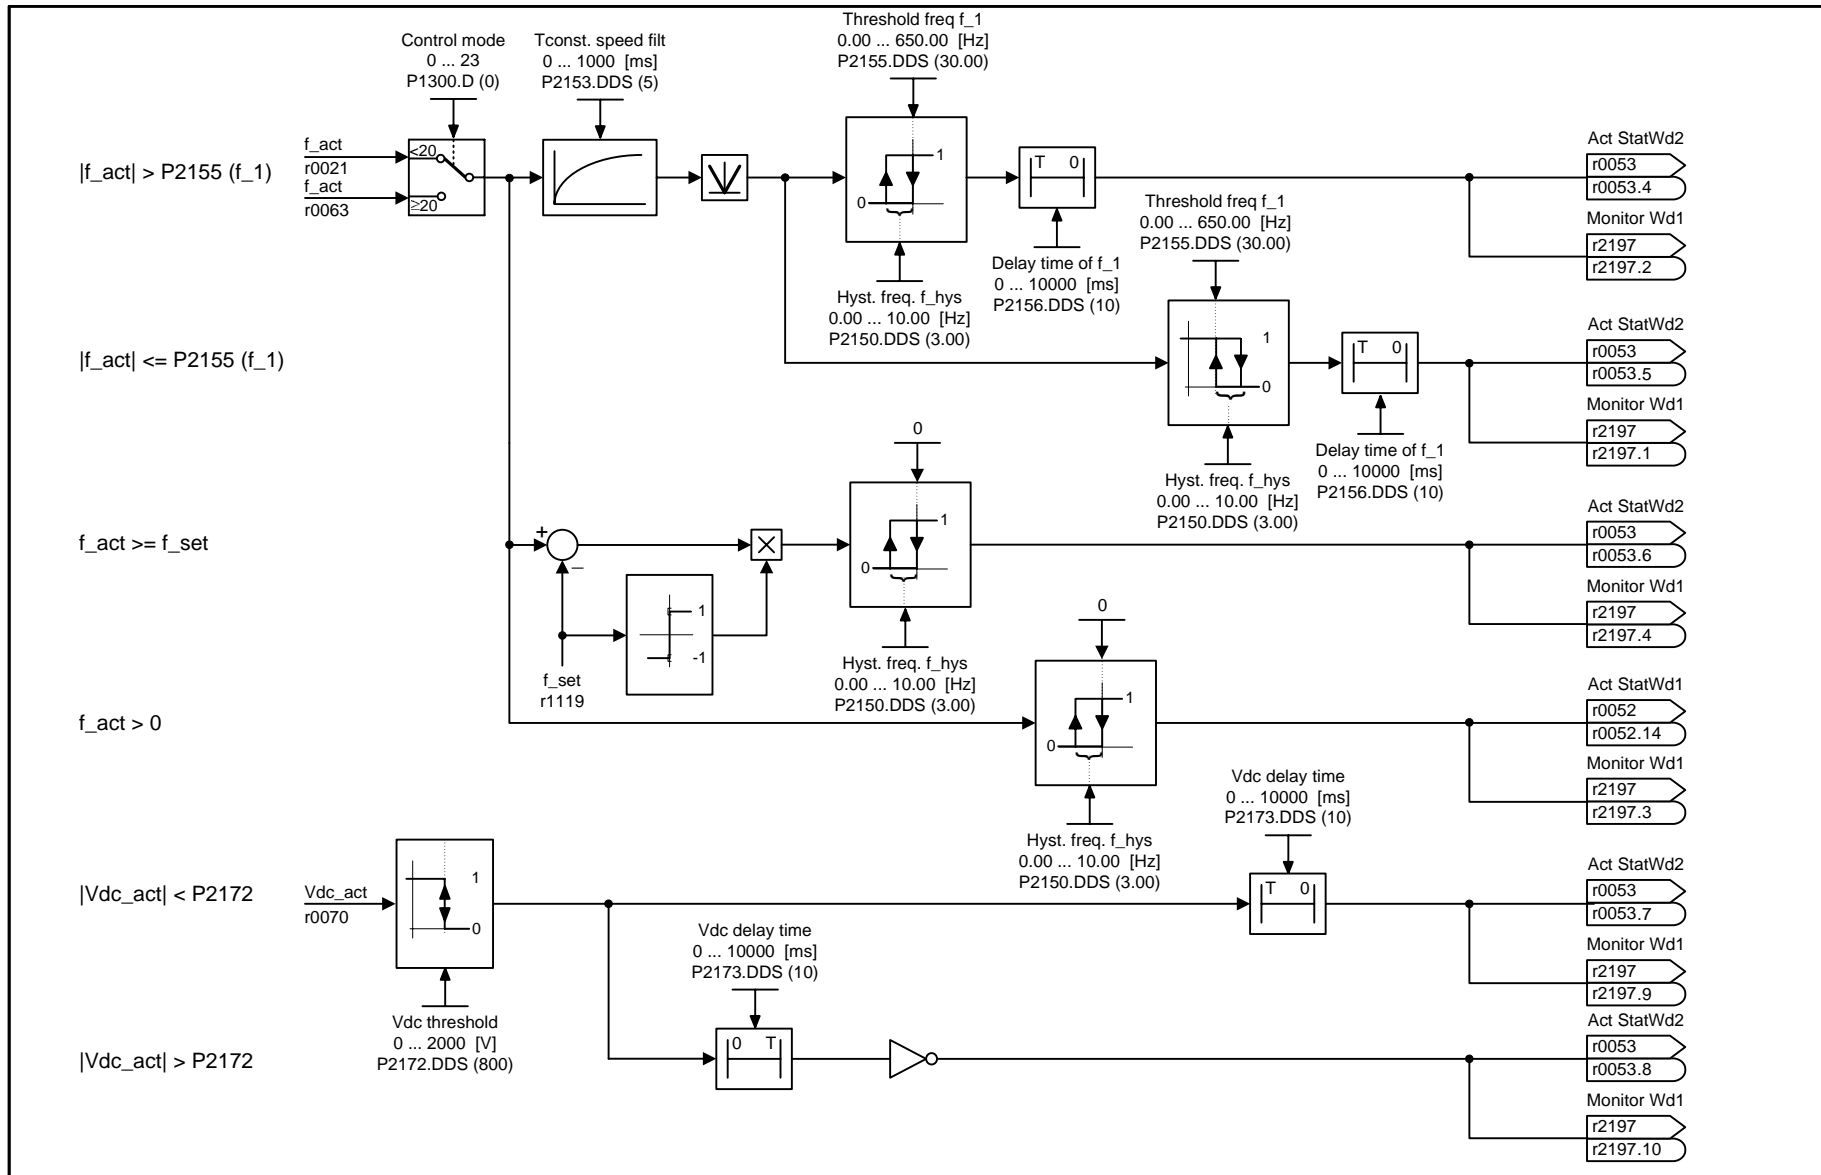 Threshold freq f_1
0.00 ... 650.00 [Hz]
P2155.DDS (30.00)
Control mode
0 ... 23
P1300.D (0)
Tconst. speed filt
0 ... 1000 [ms]
P2153.DDS (5)
|f_act| > P2155 (f_1)
f_act
r0021
f_act
r0063
<20
≥20
1
0
T 0
Delay time of f_1
0 ... 10000 [ms]
P2156.DDS (10)
Hyst. freq. f_hys
0.00 ... 10.00 [Hz]
P2150.DDS (3.00)
Act StatWd2
r0053
r0053.4
Monitor Wd1
r2197
r2197.2
|f_act| <= P2155 (f_1)
Threshold freq f_1
0.00 ... 650.00 [Hz]
P2155.DDS (30.00)
1
0
T 0
Hyst. freq. f_hys
0.00 ... 10.00 [Hz]
P2150.DDS (3.00)
Delay time of f_1
0 ... 10000 [ms]
P2156.DDS (10)
Act StatWd2
r0053
r0053.5
Monitor Wd1
r2197
r2197.1
f_act >= f_set
+
−
f_set
r1119
1
-1
0
1
0
Hyst. freq. f_hys
0.00 ... 10.00 [Hz]
P2150.DDS (3.00)
Act StatWd2
r0053
r0053.6
Monitor Wd1
r2197
r2197.4
f_act > 0
0
1
0
Hyst. freq. f_hys
0.00 ... 10.00 [Hz]
P2150.DDS (3.00)
Act StatWd1
r0052
r0052.14
Monitor Wd1
r2197
r2197.3
|Vdc_act| < P2172
Vdc_act
r0070
1
0
Vdc threshold
0 ... 2000 [V]
P2172.DDS (800)
Vdc delay time
0 ... 10000 [ms]
P2173.DDS (10)
T 0
Act StatWd2
r0053
r0053.7
Monitor Wd1
r2197
r2197.9
|Vdc_act| > P2172
Vdc delay time
0 ... 10000 [ms]
P2173.DDS (10)
0 T
Act StatWd2
r0053
r0053.8
Monitor Wd1
r2197
r2197.10